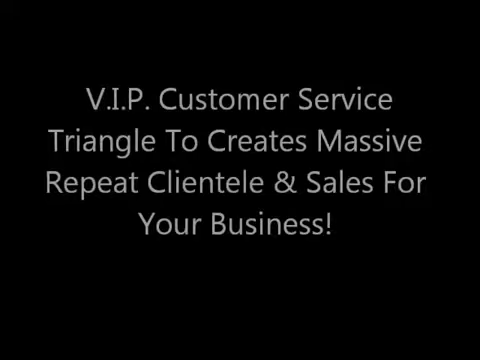 V.I.P. Customer Service
Triangle To Creates Massive
Repeat Clientele & Sales For
Your Business!